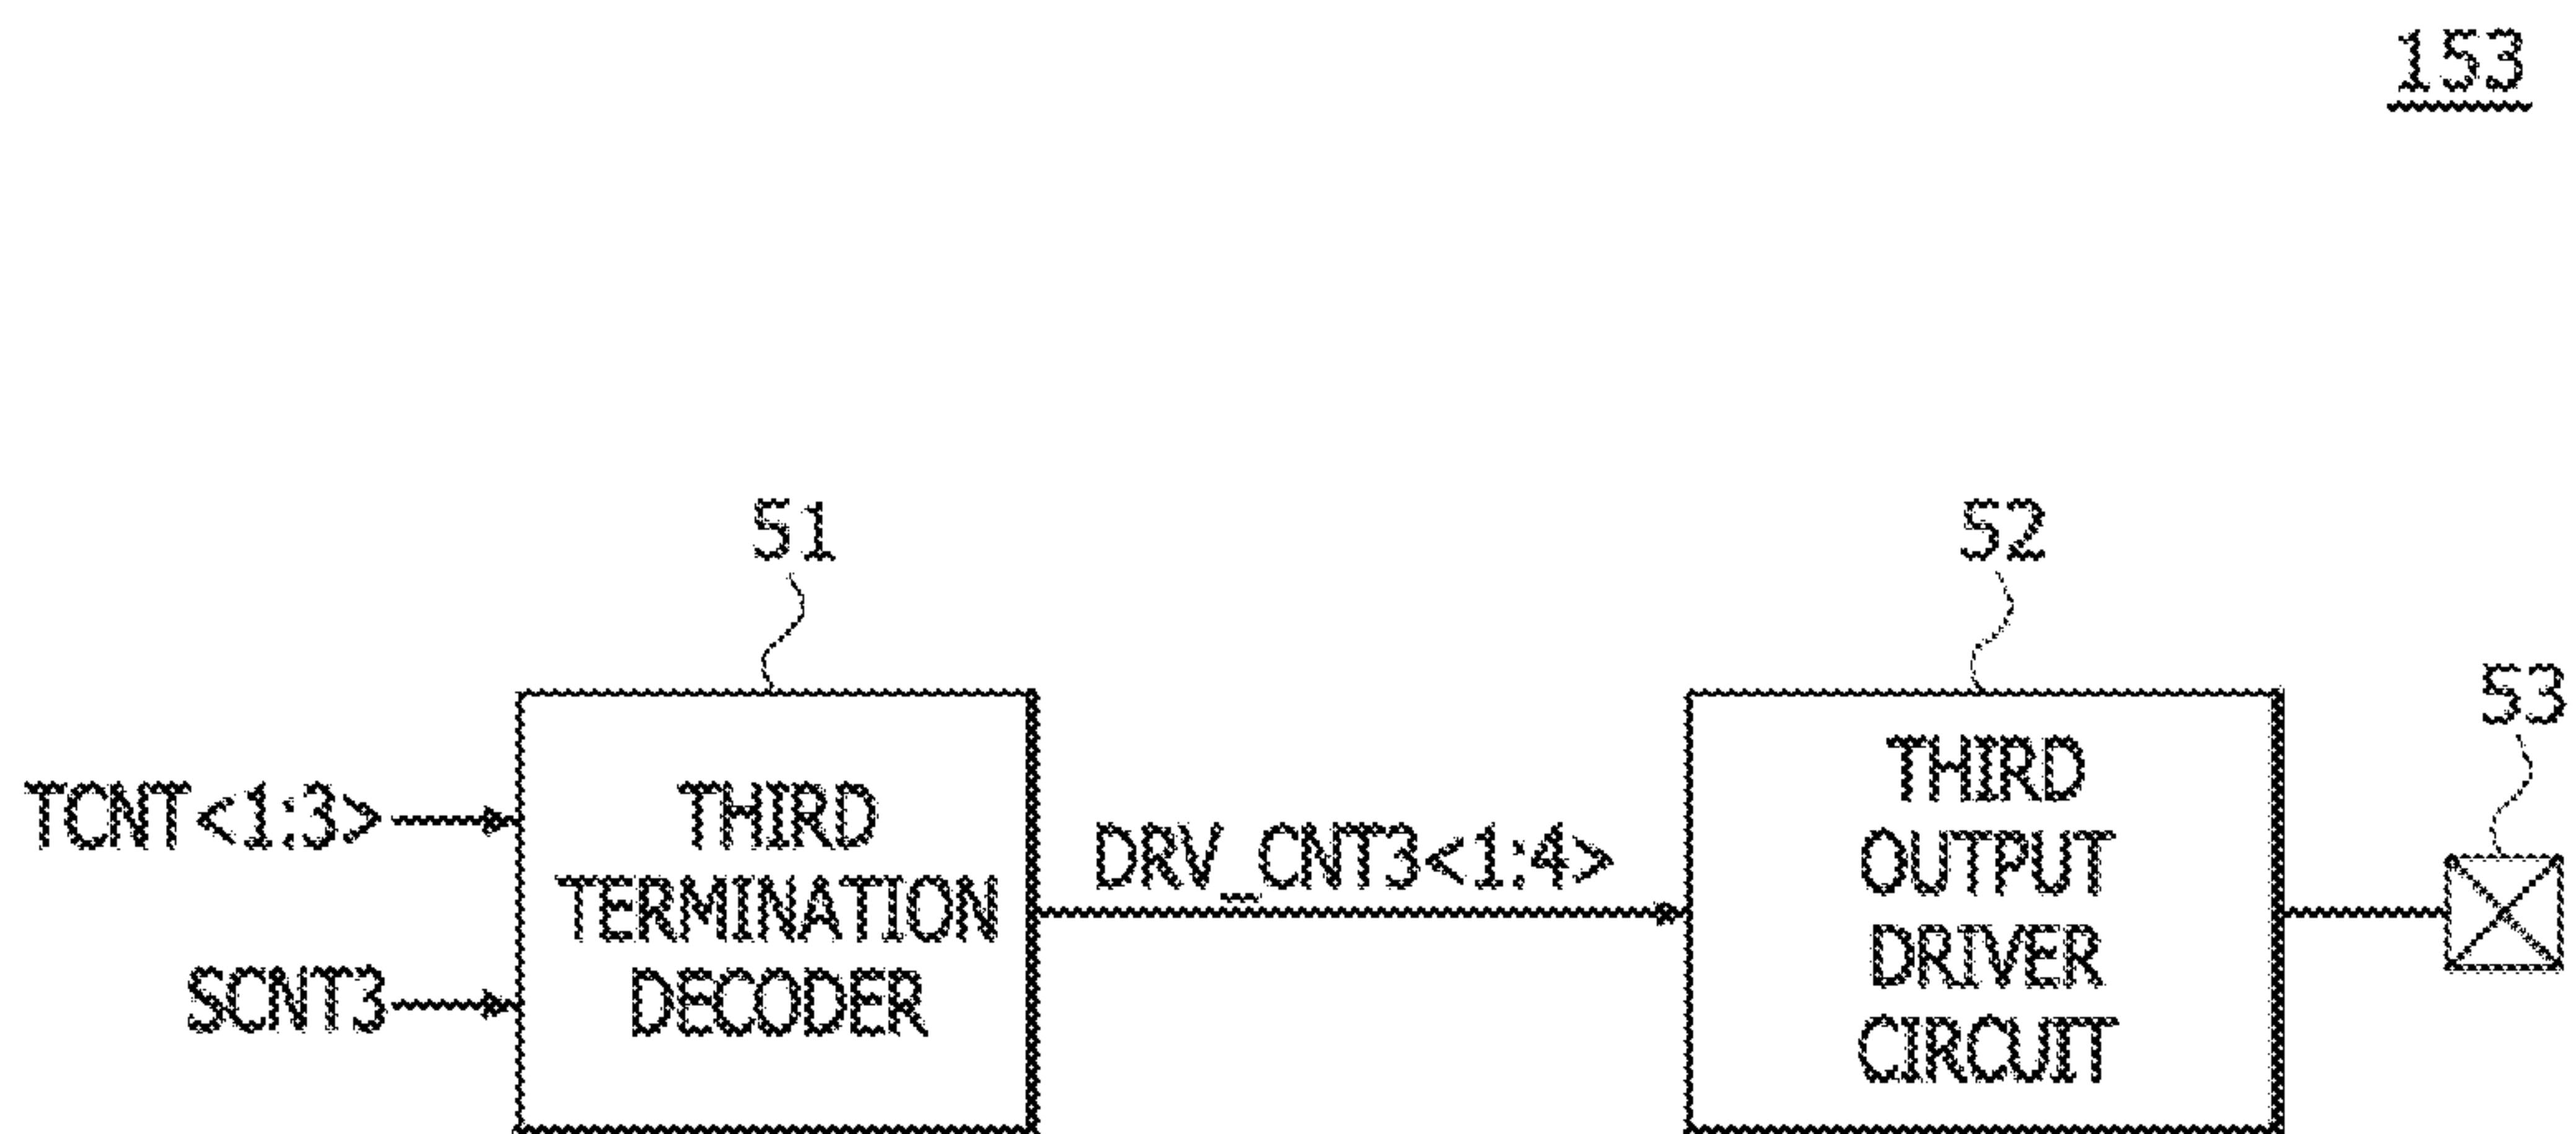 153
51
52
53
TCNT<1:3>
SCNT3
THIRD
TERMINATION
DECODER
DRV_CNT3<1:4>
THIRD
OUTPUT
DRIVER
CIRCUIT